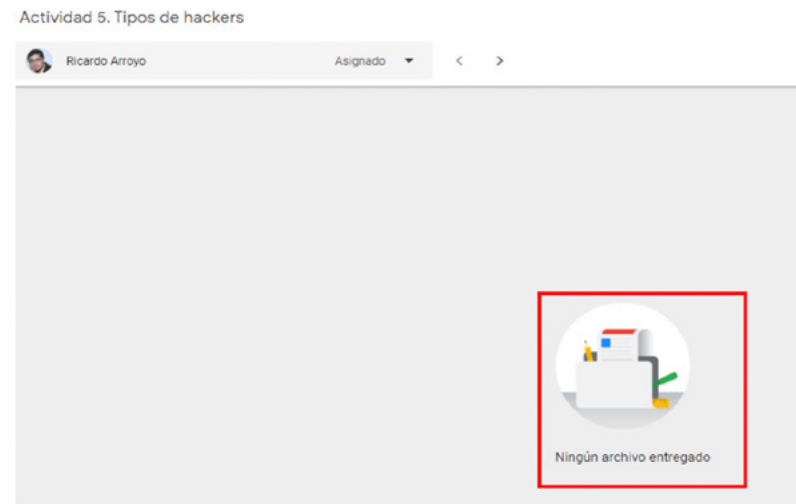 Actividad 5. Tipos de hackers
Ricardo Arroyo Asignado
Ningún archivo entregado